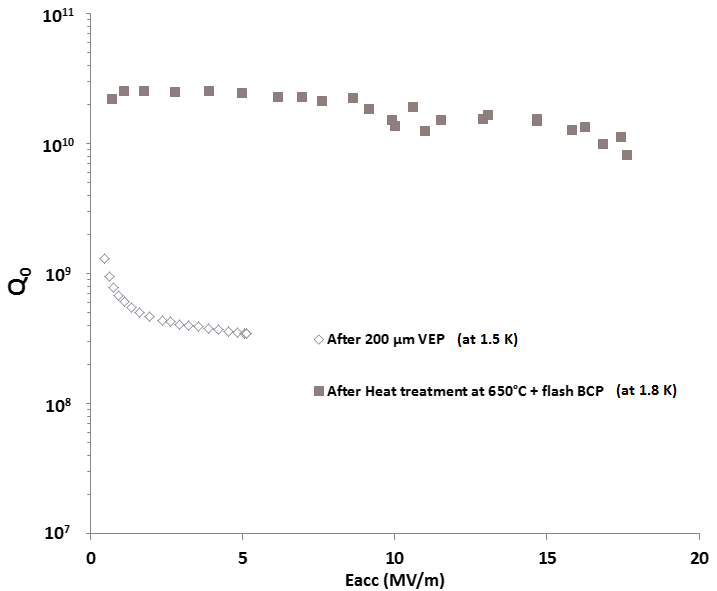 10¹¹
10¹⁰
10⁹
10⁸
10⁷
Q₀
After 200 µm VEP (at 1.5 K)
After Heat treatment at 650°C + flash BCP (at 1.8 K)
0 5 10 15 20
Eacc (MV/m)